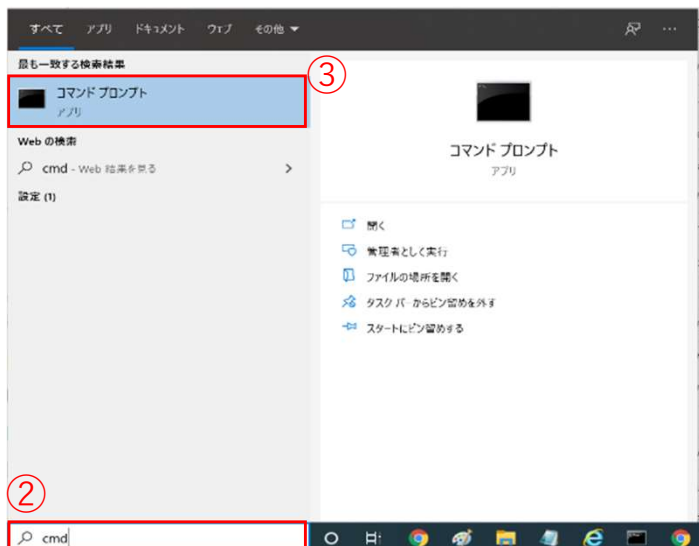 すべて アプリ ドキュメント ウェブ その他
最も一致する検索結果
③
コマンド プロンプト
アプリ
Web の検索
cmd - Web 結果を見る
設定 (1)
コマンド プロンプト
アプリ
開く
管理者として実行
ファイルの場所を開く
タスク バーからピン留めを外す
スタートにピン留めする
②
cmd